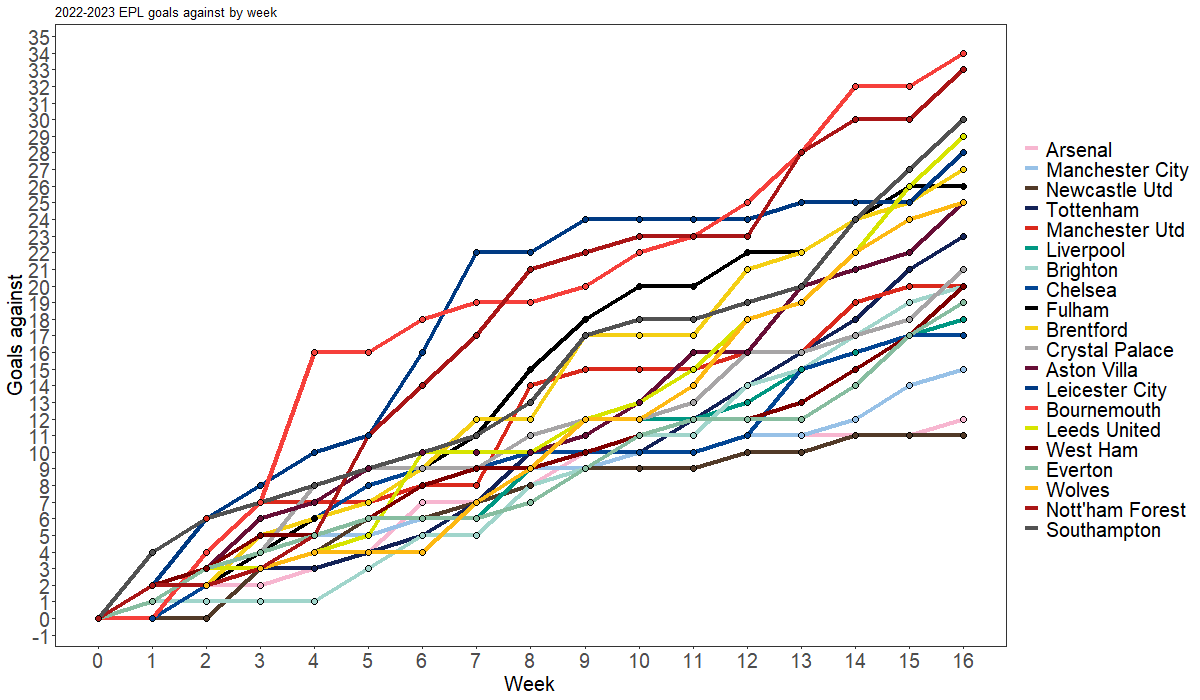 2022-2023 EPL goals against by week
Goals against
35
34
33
32
31
30
29
28
27
26
25
24
23
22
21
20
19
18
17
16
15
14
13
12
11
10
9
8
7
6
5
4
3
2
1
0
-1
0 1 2 3 4 5 6 7 8 9 10 11 12 13 14 15 16
Week
Arsenal
Manchester City
Newcastle Utd
Tottenham
Manchester Utd
Liverpool
Brighton
Chelsea
Fulham
Brentford
Crystal Palace
Aston Villa
Leicester City
Bournemouth
Leeds United
West Ham
Everton
Wolves
Nott'ham Forest
Southampton